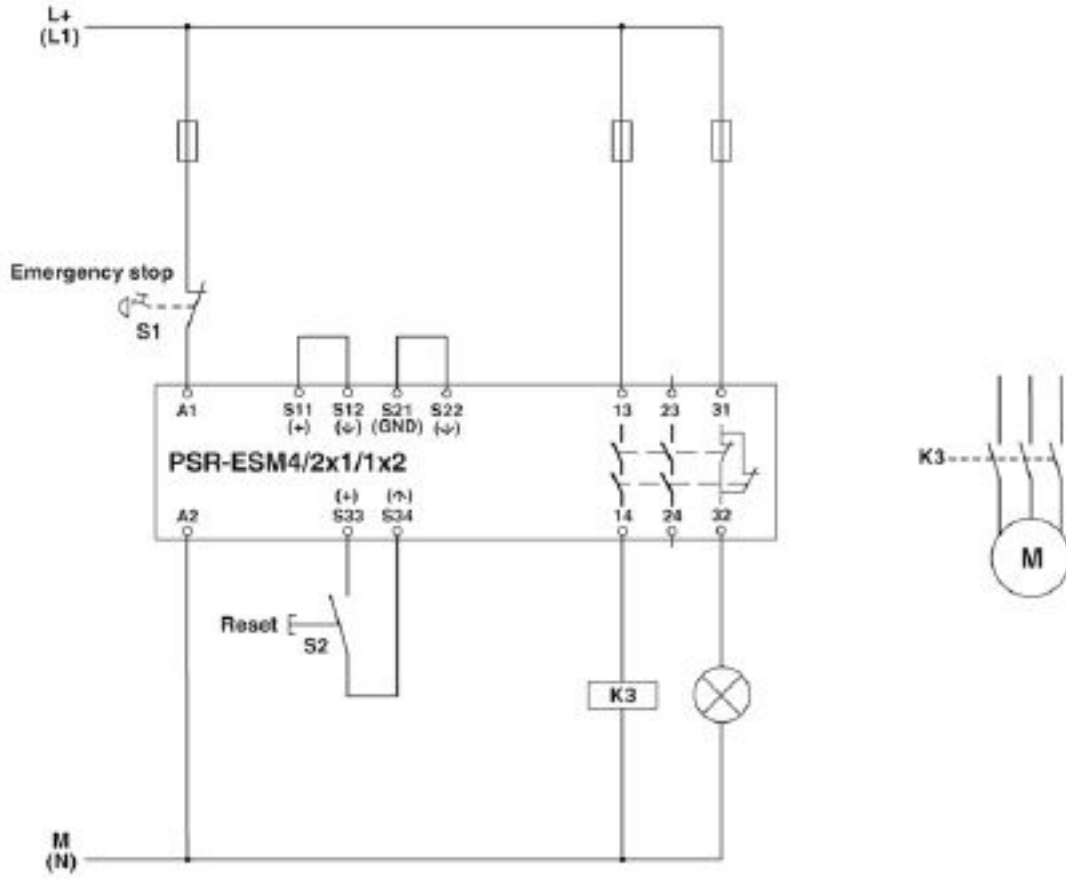 L+
(L1)
Emergency stop
S1
A1
S11
S12
S21
S22
13
23
31
(+)
(↓)
(GND)
(↓)
PSR-ESM4/2x1/1x2
(+)
(↑)
A2
S33
S34
14
24
32
K3
M
Reset
S2
K3
M
(N)